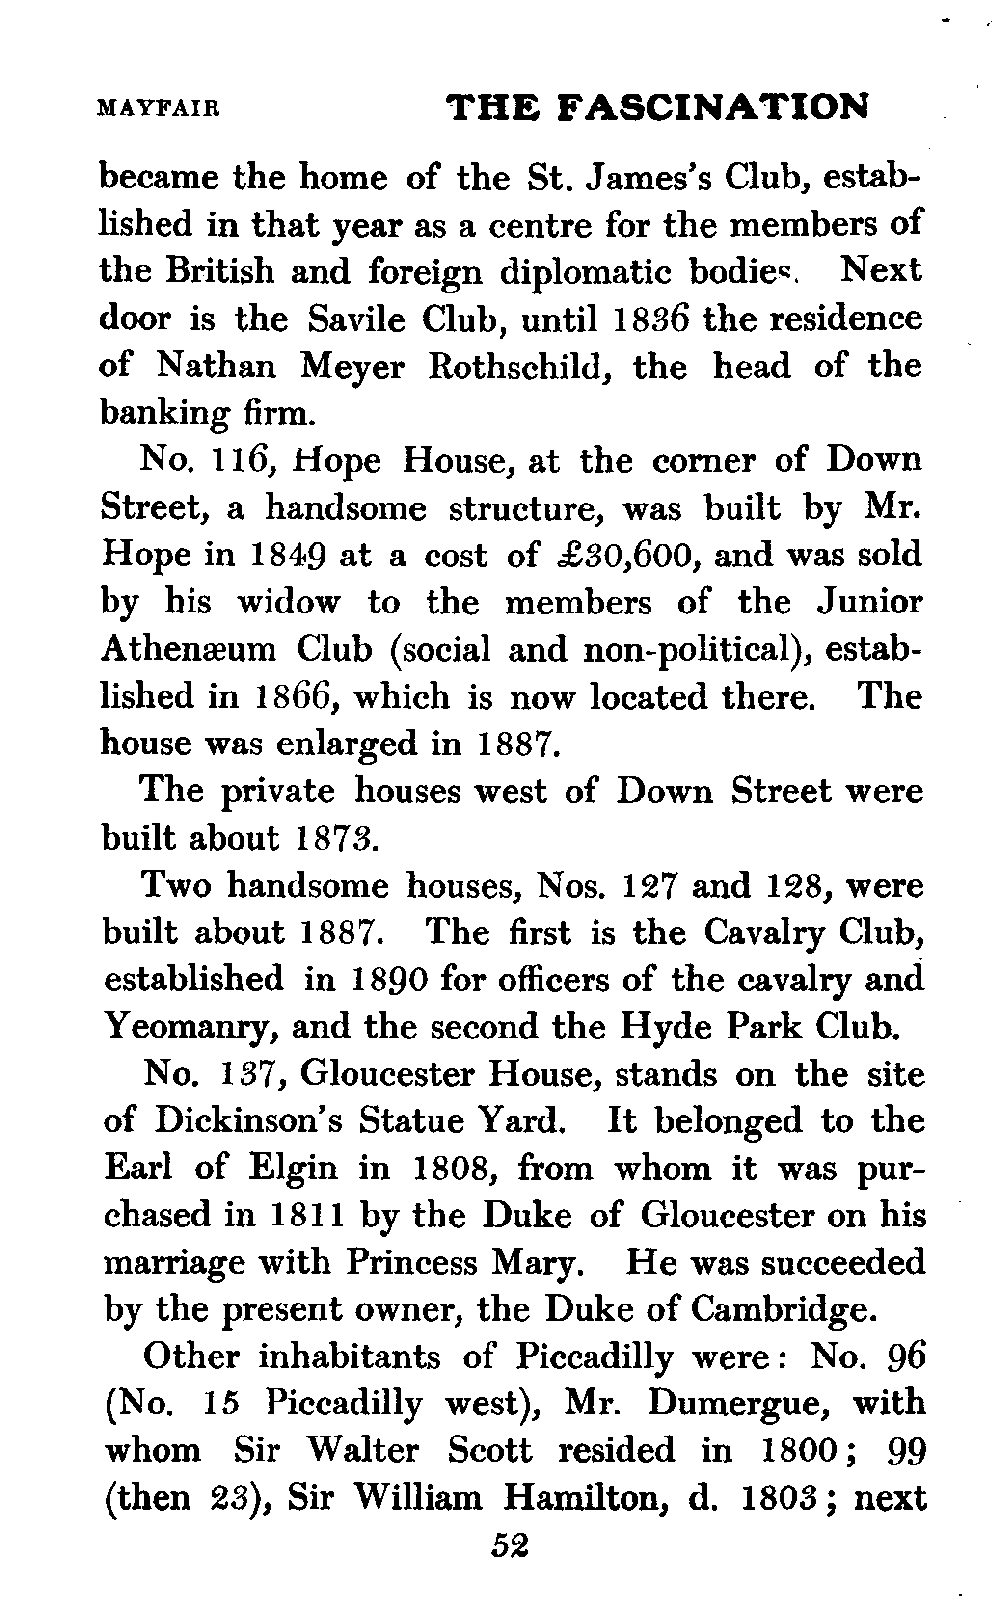 MAYFAIR THE FASCINATION
became the home of the St. James's Club, estab-
lished in that year as a centre for the members of
the British and foreign diplomatic bodies. Next
door is the Savile Club, until 1836 the residence
of Nathan Meyer Rothschild, the head of the
banking firm.
No. 116, Hope House, at the corner of Down
Street, a handsome structure, was built by Mr.
Hope in 1849 at a cost of £30,600, and was sold
by his widow to the members of the Junior
Athenæum Club (social and non-political), estab-
lished in 1866, which is now located there. The
house was enlarged in 1887.
The private houses west of Down Street were
built about 1873.
Two handsome houses, Nos. 127 and 128, were
built about 1887. The first is the Cavalry Club,
established in 1890 for officers of the cavalry and
Yeomanry, and the second the Hyde Park Club.
No. 137, Gloucester House, stands on the site
of Dickinson's Statue Yard. It belonged to the
Earl of Elgin in 1808, from whom it was pur-
chased in 1811 by the Duke of Gloucester on his
marriage with Princess Mary. He was succeeded
by the present owner, the Duke of Cambridge.
Other inhabitants of Piccadilly were: No. 96
(No. 15 Piccadilly west), Mr. Dumergue, with
whom Sir Walter Scott resided in 1800; 99
(then 23), Sir William Hamilton, d. 1803; next
52